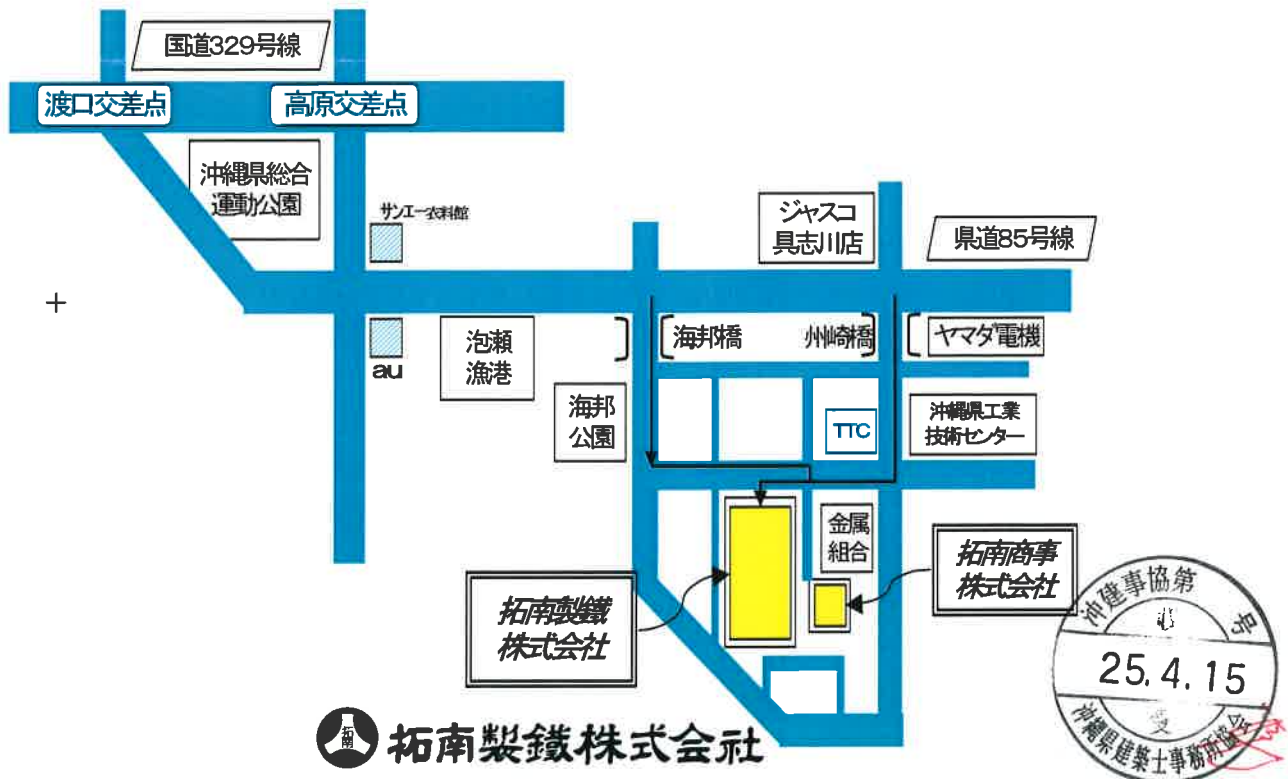 国道329号線
渡口交差点
高原交差点
沖縄県総合
運動公園
サンエー衣料館
ジャスコ
具志川店
県道85号線
au
泡瀬
漁港
海邦橋
州崎橋
ヤマダ電機
海邦
公園
TTC
沖縄県工業
技術センター
金属
組合
拓南商事
株式会社
拓南製鐵
株式会社
拓南
拓南製鐵株式会社
沖建事協第
号
25.4.15
受
沖縄県建築士事務所協会